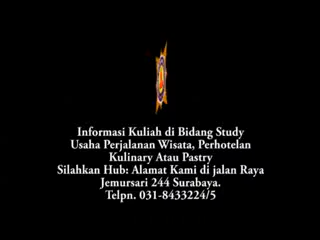 Informasi Kuliah di Bidang Study
Usaha Perjalanan Wisata, Perhotelan
Kulinary Atau Pastry
Silahkan Hub: Alamat Kami di jalan Raya
Jemursari 244 Surabaya.
Telpn. 031-8433224/5